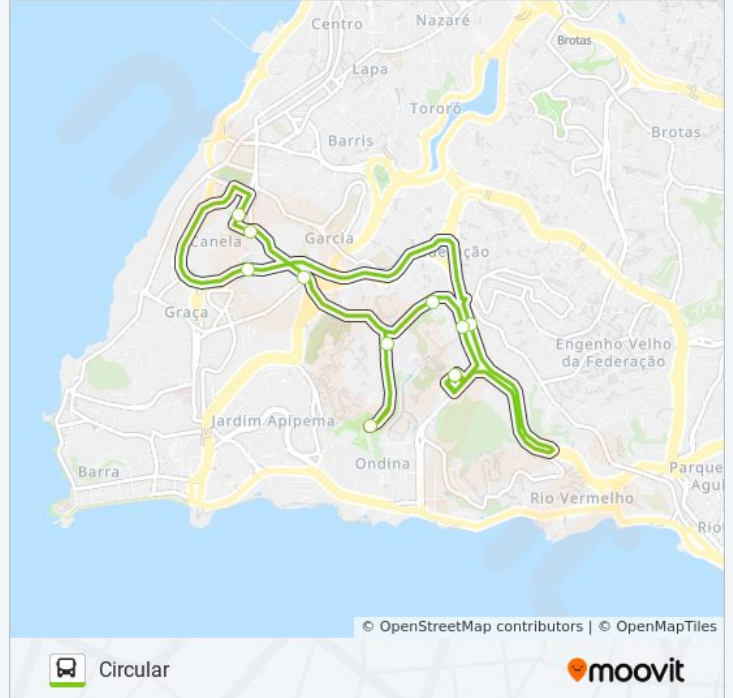 Centro
Nazaré
Brotas
Lapa
Tororó
Brotas
Barris
Canela
Garcia
Graça
Engenho Velho
da Federação
Jardim Apipema
Ondina
Barra
Parque
Rio Vermelho
Agui
Rio
© OpenStreetMap contributors | © OpenMapTiles
Circular
moovit